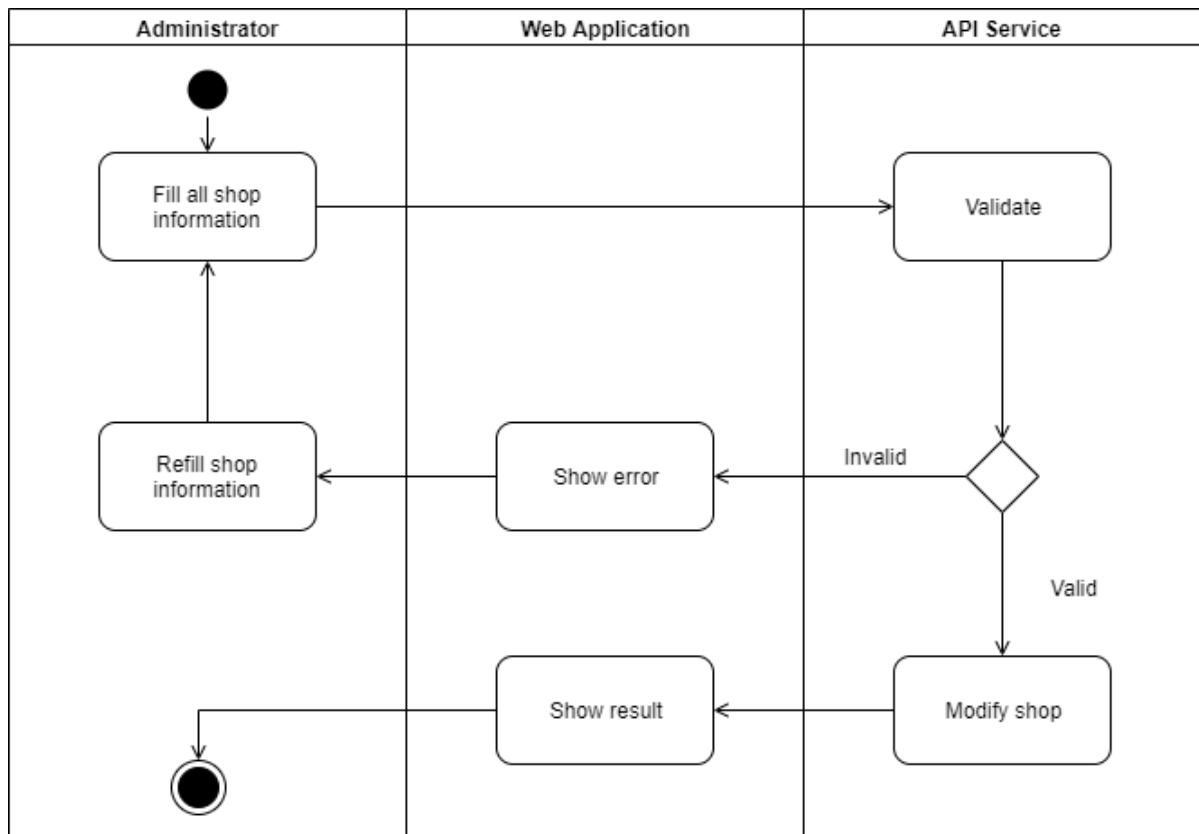 Administrator
Web Application
API Service
Fill all shop
information
Validate
Refill shop
information
Show error
Invalid
Valid
Show result
Modify shop